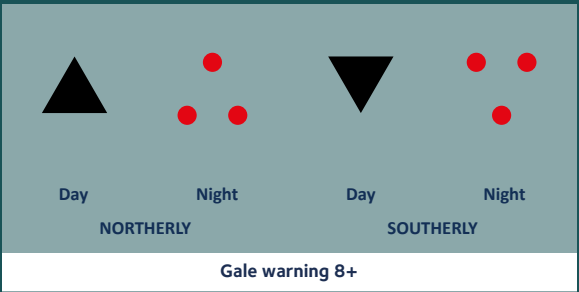 Day Night Day Night
NORTHERLY SOUTHERLY
Gale warning 8+